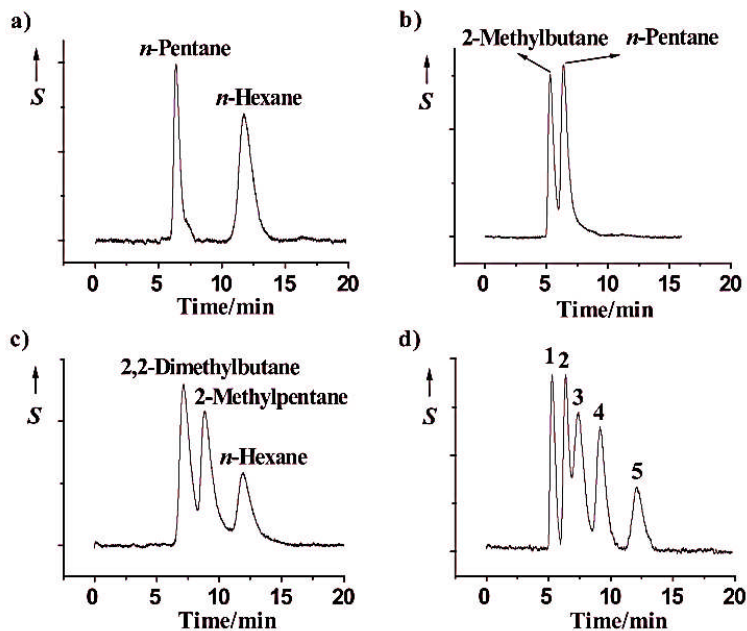 a)
n-Pentane
n-Hexane
S
0 5 10 15 20
Time/min
b)
2-Methylbutane
n-Pentane
S
0 5 10 15 20
Time/min
c)
2,2-Dimethylbutane
2-Methylpentane
n-Hexane
S
0 5 10 15 20
Time/min
d)
1 2
3
4
5
S
0 5 10 15 20
Time/min